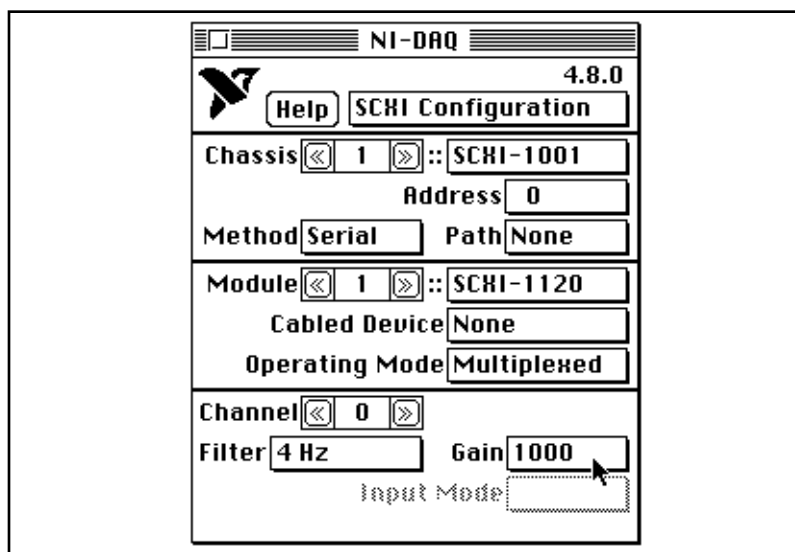 NI-DAQ
4.8.0
Help SCXI Configuration
Chassis 1 :: SCXI-1001
Address 0
Method Serial Path None
Module 1 :: SCXI-1120
Cabled Device None
Operating Mode Multiplexed
Channel 0
Filter 4 Hz Gain 1000
Input Mode